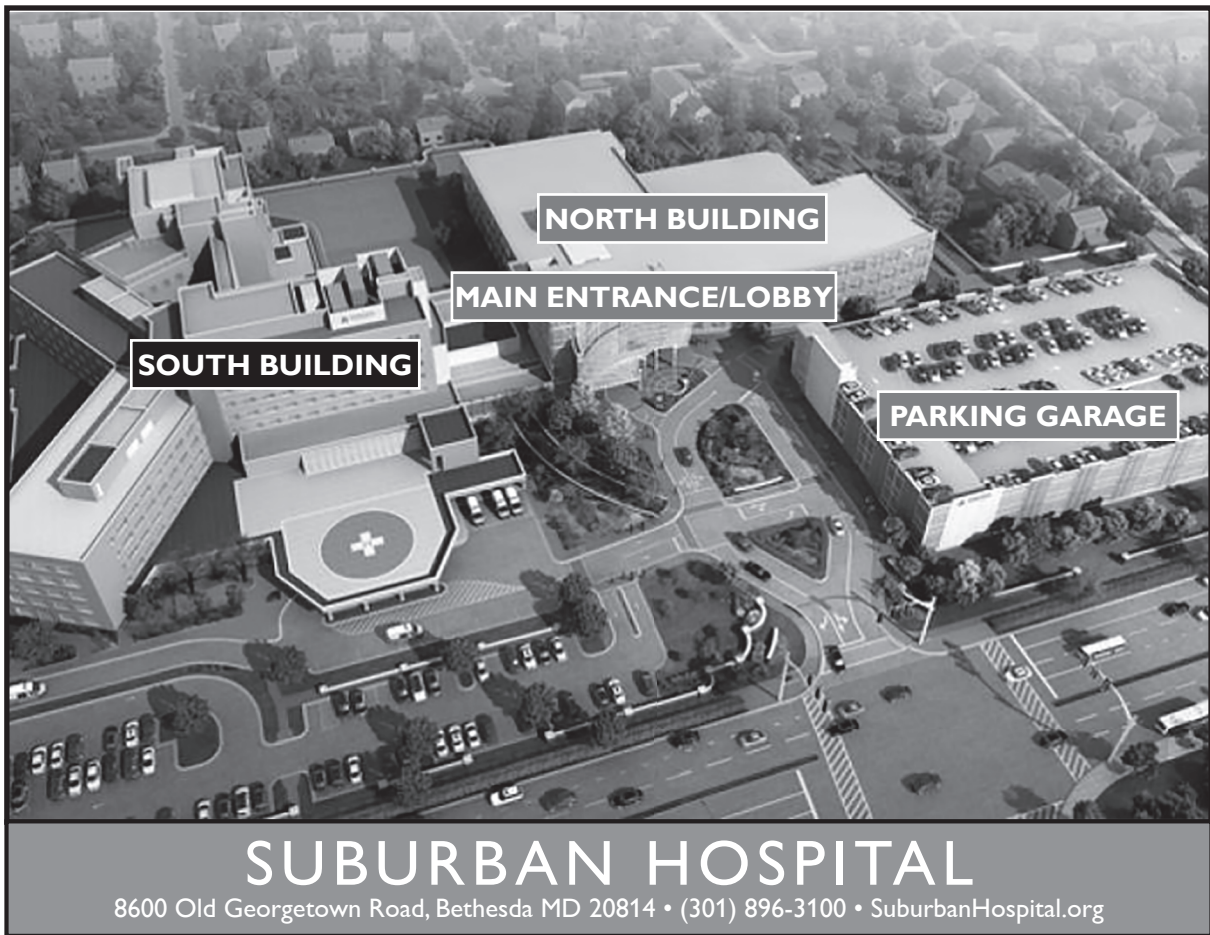 NORTH BUILDING
MAIN ENTRANCE/LOBBY
SOUTH BUILDING
PARKING GARAGE
SUBURBAN HOSPITAL
8600 Old Georgetown Road, Bethesda MD 20814 • (301) 896-3100 • SuburbanHospital.org